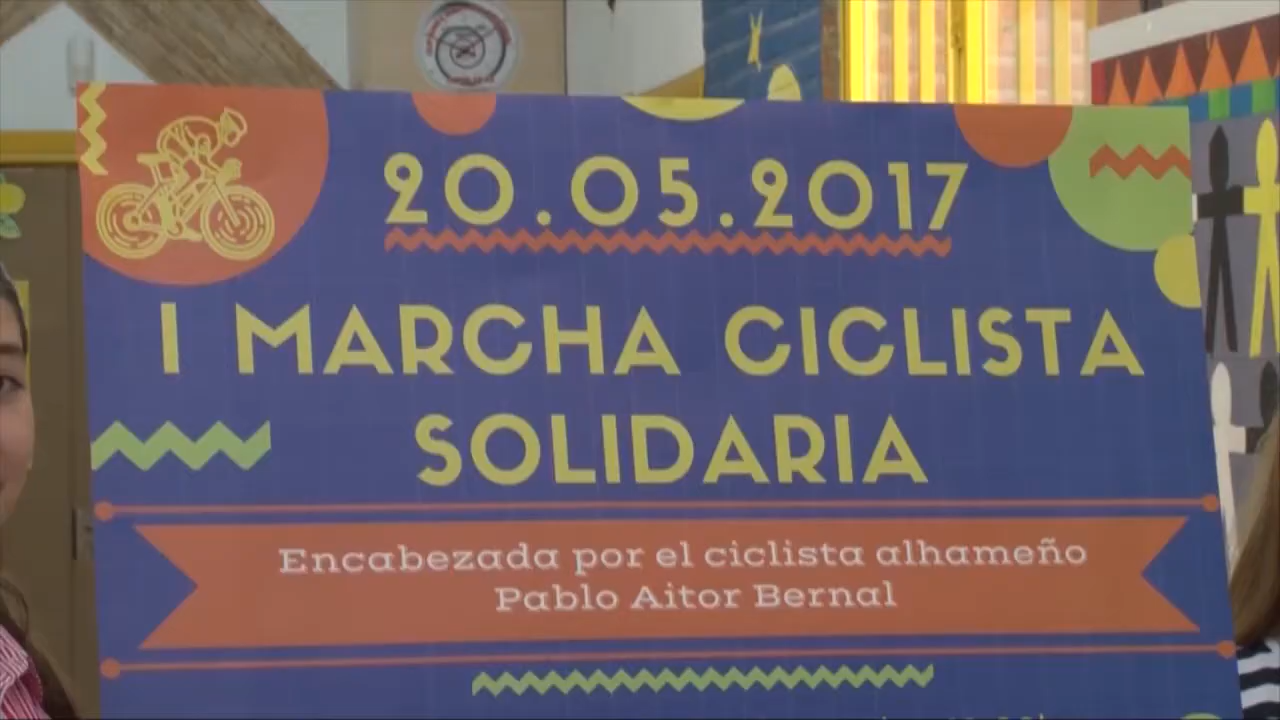 20.05.2017
I MARCHA CICLISTA
SOLIDARIA
Encabezada por el ciclista alhameño
Pablo Aitor Bernal